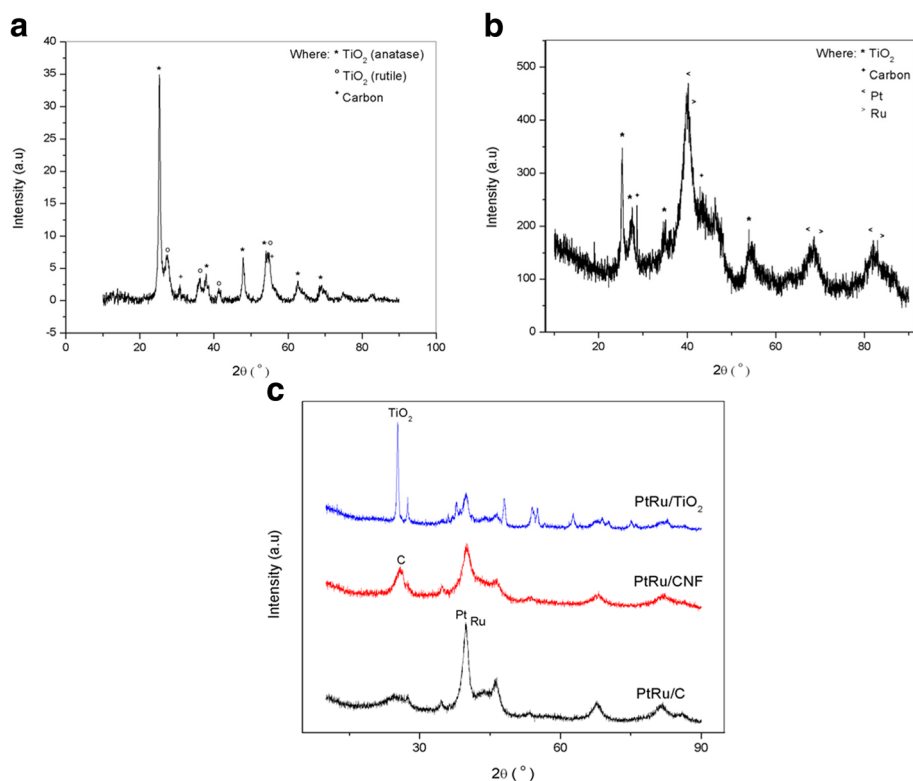 a
Where: * TiO₂ (anatase)
o TiO₂ (rutile)
+ Carbon
Intensity (a.u)
40
35
30
25
20
15
10
5
0
-5
0 20 40 60 80 100
2θ (°)
b
Where: * TiO₂
+ Carbon
< Pt
> Ru
Intensity (a.u)
500
400
300
200
100
0
20 40 60 80
2θ (°)
c
TiO₂
PtRu/TiO₂
C
PtRu/CNF
Pt
Ru
PtRu/C
Intensity (a.u)
30 60 90
2θ (°)